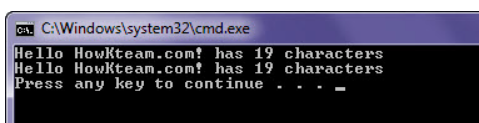 C:\Windows\system32\cmd.exe
Hello HowKteam.com! has 19 characters
Hello HowKteam.com! has 19 characters
Press any key to continue . . . _